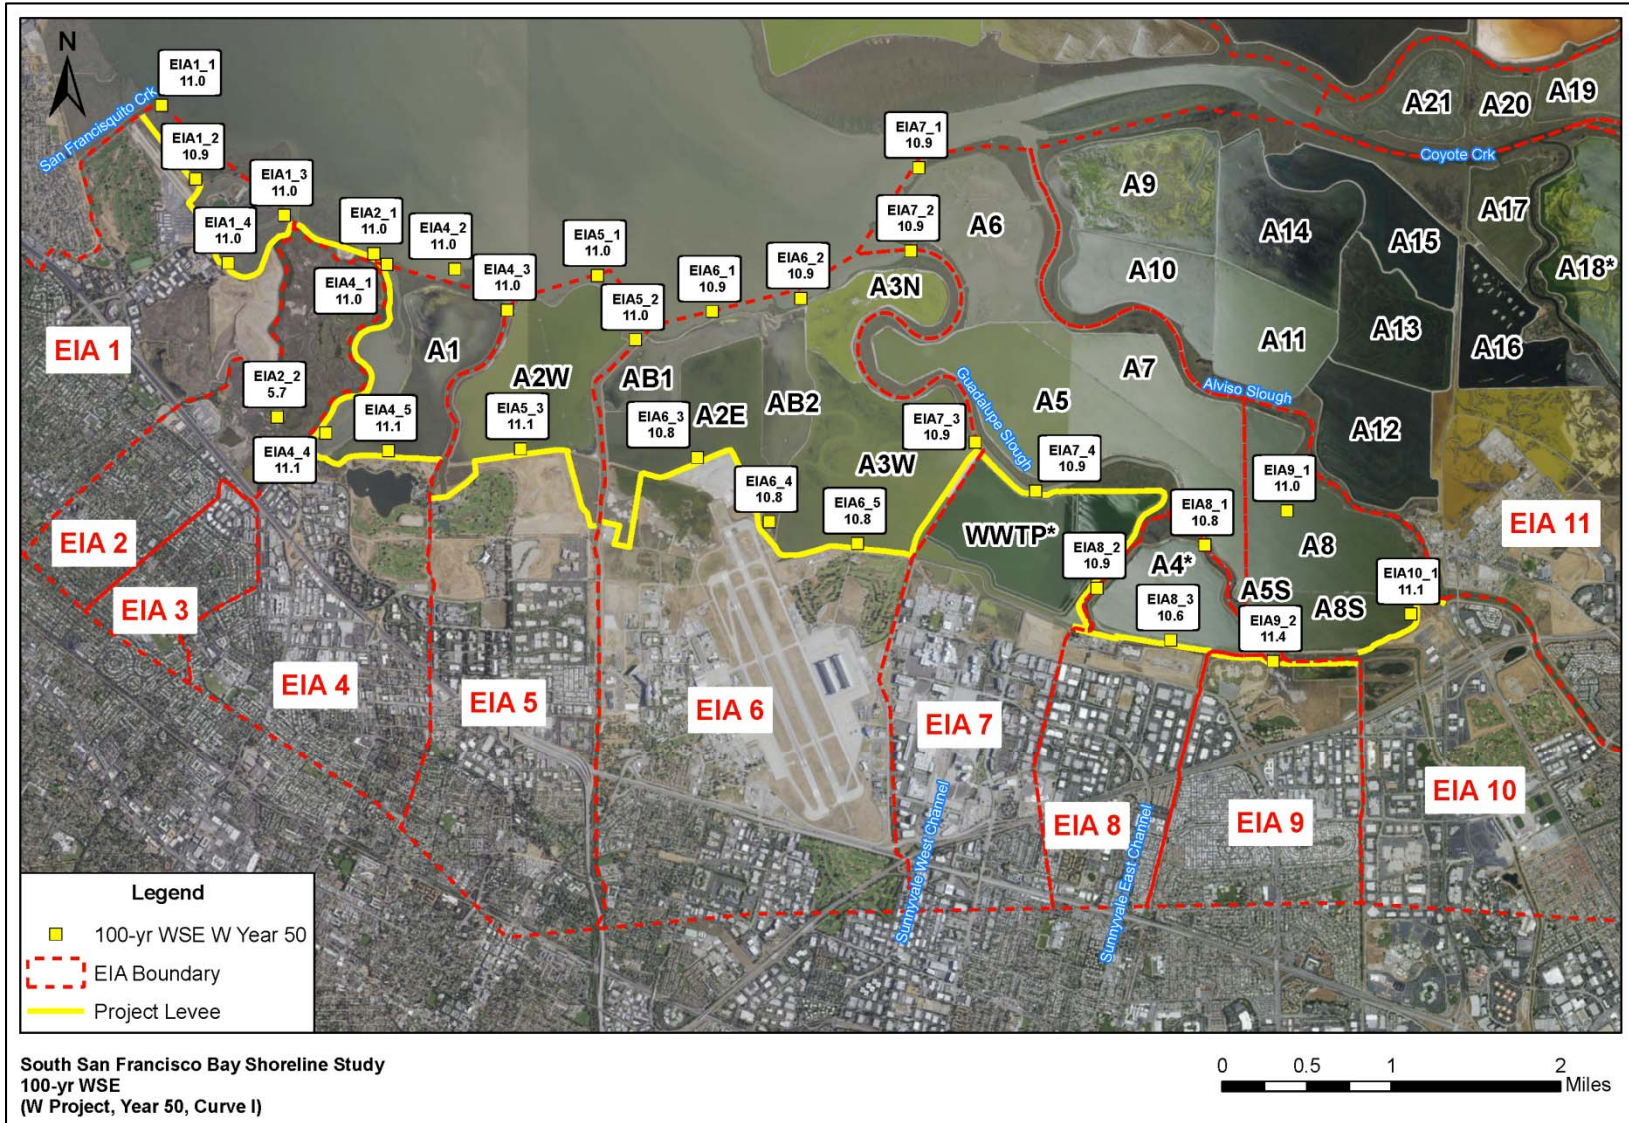 N
San Francisquito Crk
EIA1_1
11.0
EIA1_2
10.9
EIA1_3
11.0
EIA1_4
11.0
EIA2_1
11.0
EIA4_2
11.0
EIA4_1
11.0
EIA4_3
11.0
EIA5_1
11.0
EIA5_2
11.0
EIA6_1
10.9
EIA6_2
10.9
EIA7_1
10.9
EIA7_2
10.9
A21
A20
A19
Coyote Crk
A9
A6
A14
A17
A15
A18*
A10
A3N
A13
A11
A16
A1
A2W
AB1
A2E
AB2
A5
A7
Alviso Slough
Guadalupe Slough
A12
A3W
EIA 1
EIA2_2
5.7
EIA4_5
11.1
EIA4_4
11.1
EIA5_3
11.1
EIA6_3
10.8
EIA6_4
10.8
EIA6_5
10.8
EIA7_3
10.9
EIA7_4
10.9
EIA8_1
10.8
EIA9_1
11.0
EIA 11
WWTP*
EIA8_2
10.9
A4*
A8
EIA8_3
10.6
A5S
A8S
EIA10_1
11.1
EIA9_2
11.4
EIA 2
EIA 3
EIA 4
EIA 5
EIA 6
EIA 7
EIA 8
EIA 9
EIA 10
Sunnyvale West Channel
Sunnyvale East Channel
Legend
100-yr WSE W Year 50
EIA Boundary
Project Levee
South San Francisco Bay Shoreline Study
100-yr WSE
(W Project, Year 50, Curve I)
0 0.5 1 2
Miles